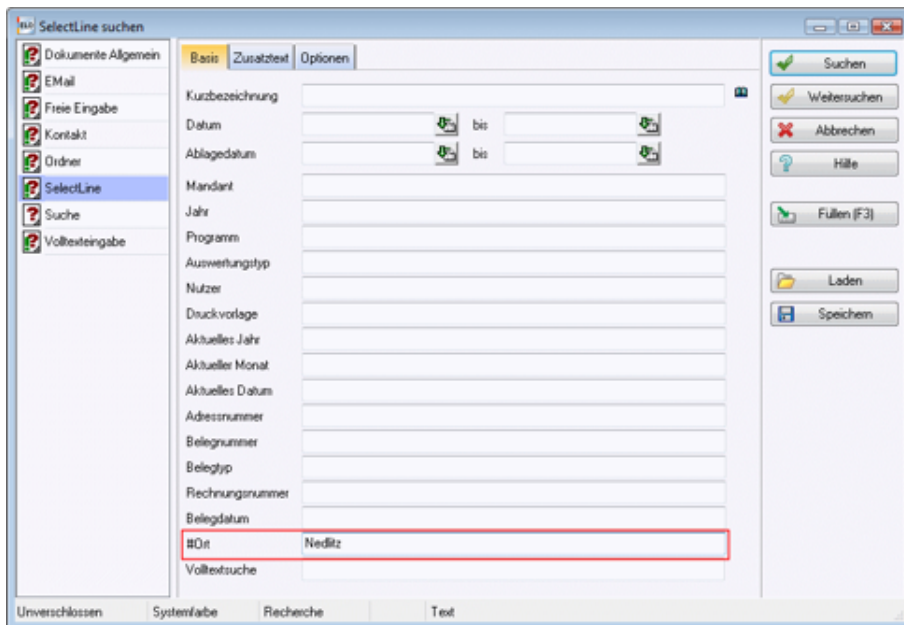 SelectLine suchen
Dokumente Allgemein
EMail
Freie Eingabe
Kontakt
Ordner
SelectLine
Suche
Volltexteingabe
Basis Zusatztext Optionen
Kurzbezeichnung
Datum bis
Ablagedatum bis
Mandant
Jahr
Programm
Auswertungstyp
Nutzer
Druckvorlage
Aktuelles Jahr
Aktueller Monat
Aktuelles Datum
Adressnummer
Belegnummer
Belegtyp
Rechnungsnummer
Belegdatum
#Ort Nedlitz
Volltextsuche
Suchen
Weitersuchen
Abbrechen
Hilfe
Füllen (F3)
Laden
Speichern
Unverschlossen Systemfarbe Recherche Text